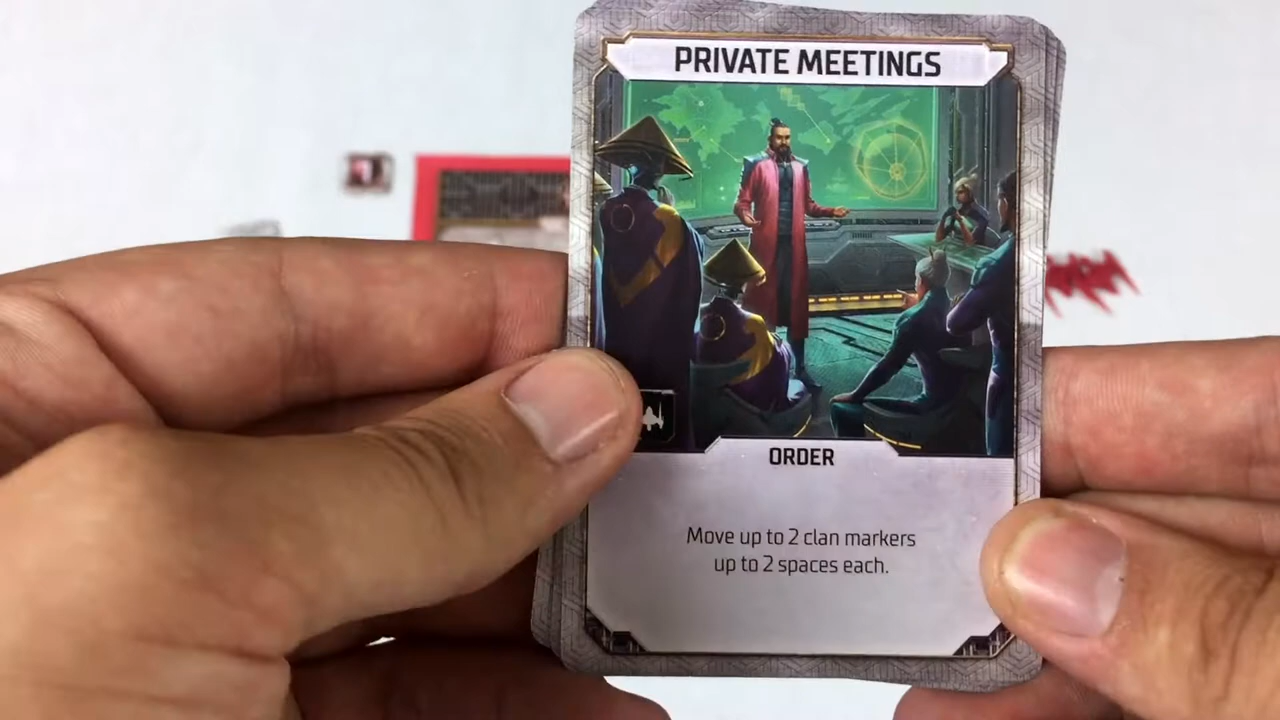 PRIVATE MEETINGS
ORDER
Move up to 2 clan markers
up to 2 spaces each.